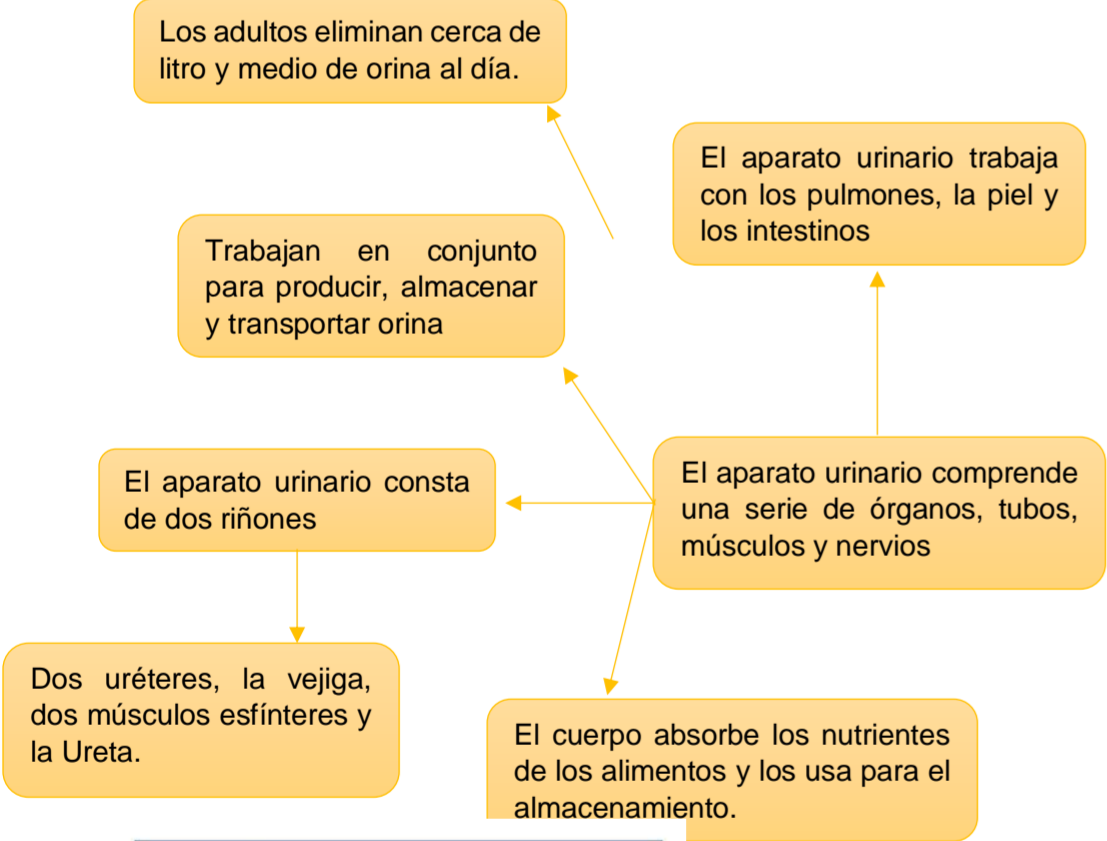 Los adultos eliminan cerca de
litro y medio de orina al día.
El aparato urinario trabaja
con los pulmones, la piel y
los intestinos
Trabajan en conjunto
para producir, almacenar
y transportar orina
El aparato urinario consta
de dos riñones
El aparato urinario comprende
una serie de órganos, tubos,
músculos y nervios
Dos uréteres, la vejiga,
dos músculos esfínteres y
la Ureta.
El cuerpo absorbe los nutrientes
de los alimentos y los usa para el
almacenamiento.